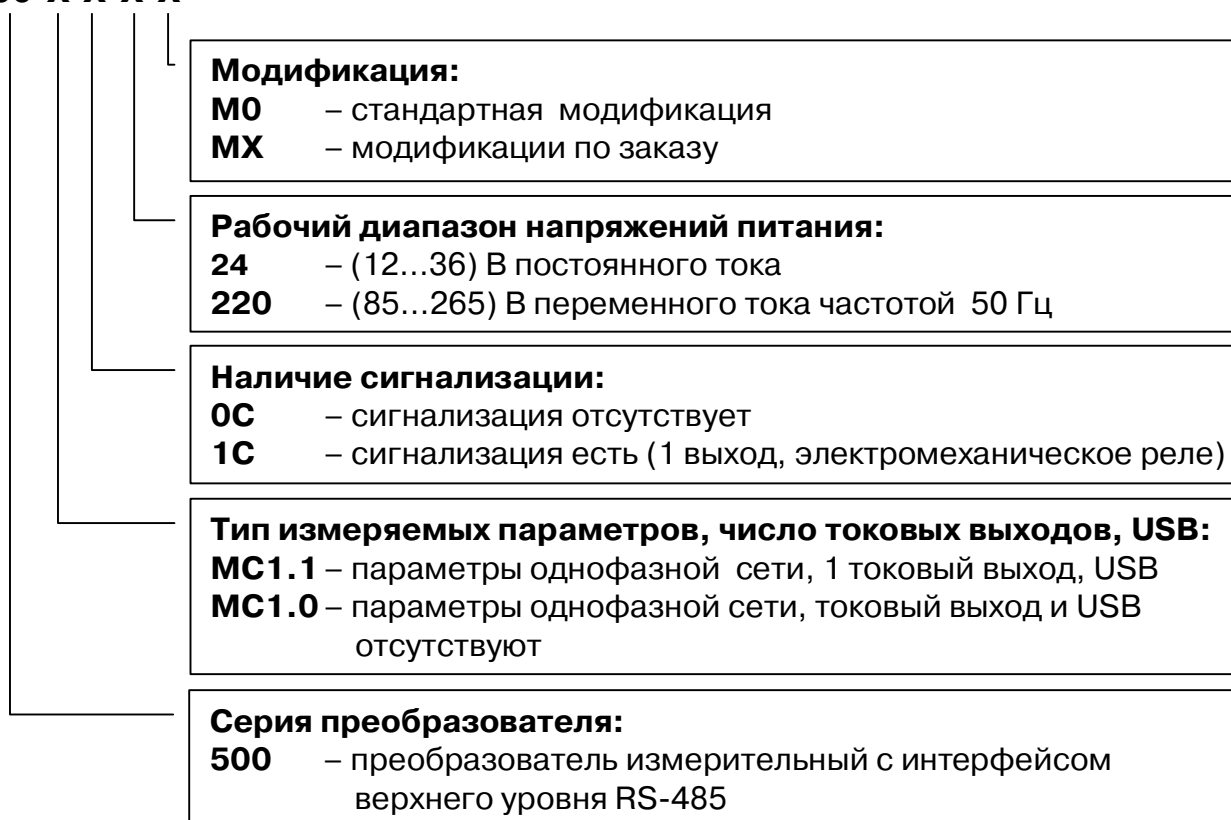 Модификация:
М0 – стандартная модификация
МХ – модификации по заказу
Рабочий диапазон напряжений питания:
24 – (12...36) В постоянного тока
220 – (85...265) В переменного тока частотой 50 Гц
Наличие сигнализации:
0С – сигнализация отсутствует
1С – сигнализация есть (1 выход, электромеханическое реле)
Тип измеряемых параметров, число токовых выходов, USB:
МС1.1 – параметры однофазной сети, 1 токовый выход, USB
МС1.0 – параметры однофазной сети, токовый выход и USB
отсутствуют
Серия преобразователя:
500 – преобразователь измерительный с интерфейсом
верхнего уровня RS-485